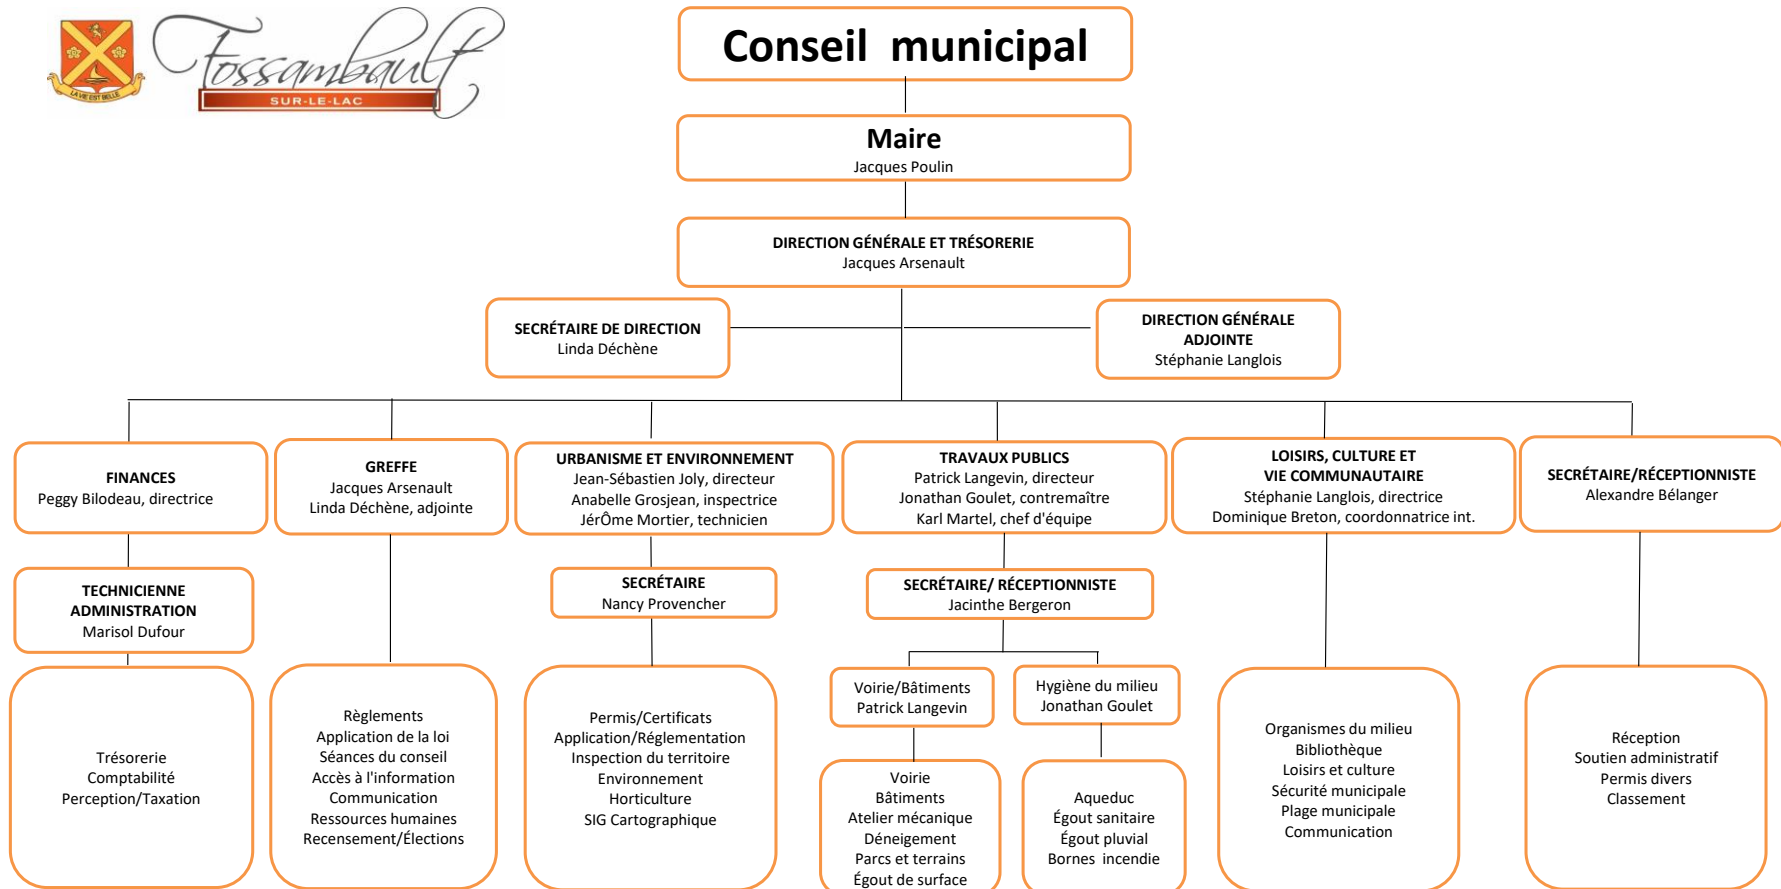 LA VIE EST BELLE
Fossambault
SUR-LE-LAC
Conseil  municipal
Maire
Jacques Poulin
DIRECTION GÉNÉRALE ET TRÉSORERIE
Jacques Arsenault
SECRÉTAIRE DE DIRECTION
Linda Déchène
DIRECTION GÉNÉRALE
ADJOINTE
Stéphanie Langlois
FINANCES
Peggy Bilodeau, directrice
GREFFE
Jacques Arsenault
Linda Déchène, adjointe
URBANISME ET ENVIRONNEMENT
Jean-Sébastien Joly, directeur
Anabelle Grosjean, inspectrice
JérÔme Mortier, technicien
TRAVAUX PUBLICS
Patrick Langevin, directeur
Jonathan Goulet, contremaître
Karl Martel, chef d'équipe
LOISIRS, CULTURE ET
VIE COMMUNAUTAIRE
Stéphanie Langlois, directrice
Dominique Breton, coordonnatrice int.
SECRÉTAIRE/RÉCEPTIONNISTE
Alexandre Bélanger
TECHNICIENNE
ADMINISTRATION
Marisol Dufour
SECRÉTAIRE
Nancy Provencher
SECRÉTAIRE/ RÉCEPTIONNISTE
Jacinthe Bergeron
Voirie/Bâtiments
Patrick Langevin
Hygiène du milieu
Jonathan Goulet
Trésorerie
Comptabilité
Perception/Taxation
Règlements
Application de la loi
Séances du conseil
Accès à l'information
Communication
Ressources humaines
Recensement/Élections
Permis/Certificats
Application/Réglementation
Inspection du territoire
Environnement
Horticulture
SIG Cartographique
Voirie
Bâtiments
Atelier mécanique
Déneigement
Parcs et terrains
Égout de surface
Aqueduc
Égout sanitaire
Égout pluvial
Bornes  incendie
Organismes du milieu
Bibliothèque
Loisirs et culture
Sécurité municipale
Plage municipale
Communication
Réception
Soutien administratif
Permis divers
Classement